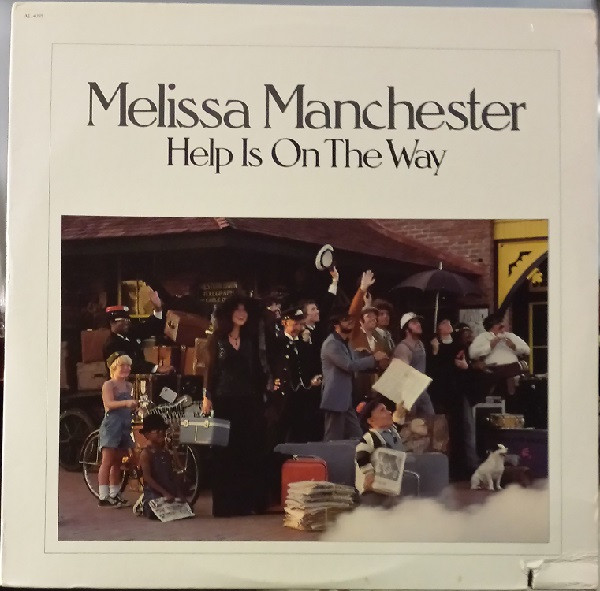 Melissa Manchester
Help Is On The Way